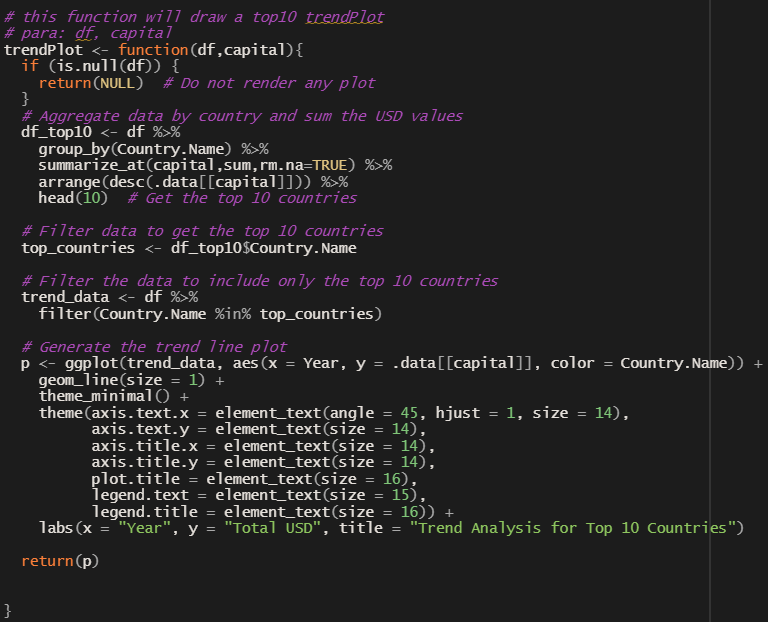 # this function will draw a top10 trendPlot
# para: df, capital
trendPlot <- function(df,capital){
  if (is.null(df)) {
    return(NULL)  # Do not render any plot
  }
  # Aggregate data by country and sum the USD values
  df_top10 <- df %>%
    group_by(Country.Name) %>%
    summarize_at(capital,sum,rm.na=TRUE) %>%
    arrange(desc(.data[[capital]])) %>%
    head(10)  # Get the top 10 countries

  # Filter data to get the top 10 countries
  top_countries <- df_top10$Country.Name

  # Filter the data to include only the top 10 countries
  trend_data <- df %>%
    filter(Country.Name %in% top_countries)

  # Generate the trend line plot
  p <- ggplot(trend_data, aes(x = Year, y = .data[[capital]], color = Country.Name)) +
    geom_line(size = 1) +
    theme_minimal() +
    theme(axis.text.x = element_text(angle = 45, hjust = 1, size = 14),
          axis.text.y = element_text(size = 14),
          axis.title.x = element_text(size = 14),
          axis.title.y = element_text(size = 14),
          plot.title = element_text(size = 16),
          legend.text = element_text(size = 15),
          legend.title = element_text(size = 16)) +
    labs(x = "Year", y = "Total USD", title = "Trend Analysis for Top 10 Countries")

  return(p)


}